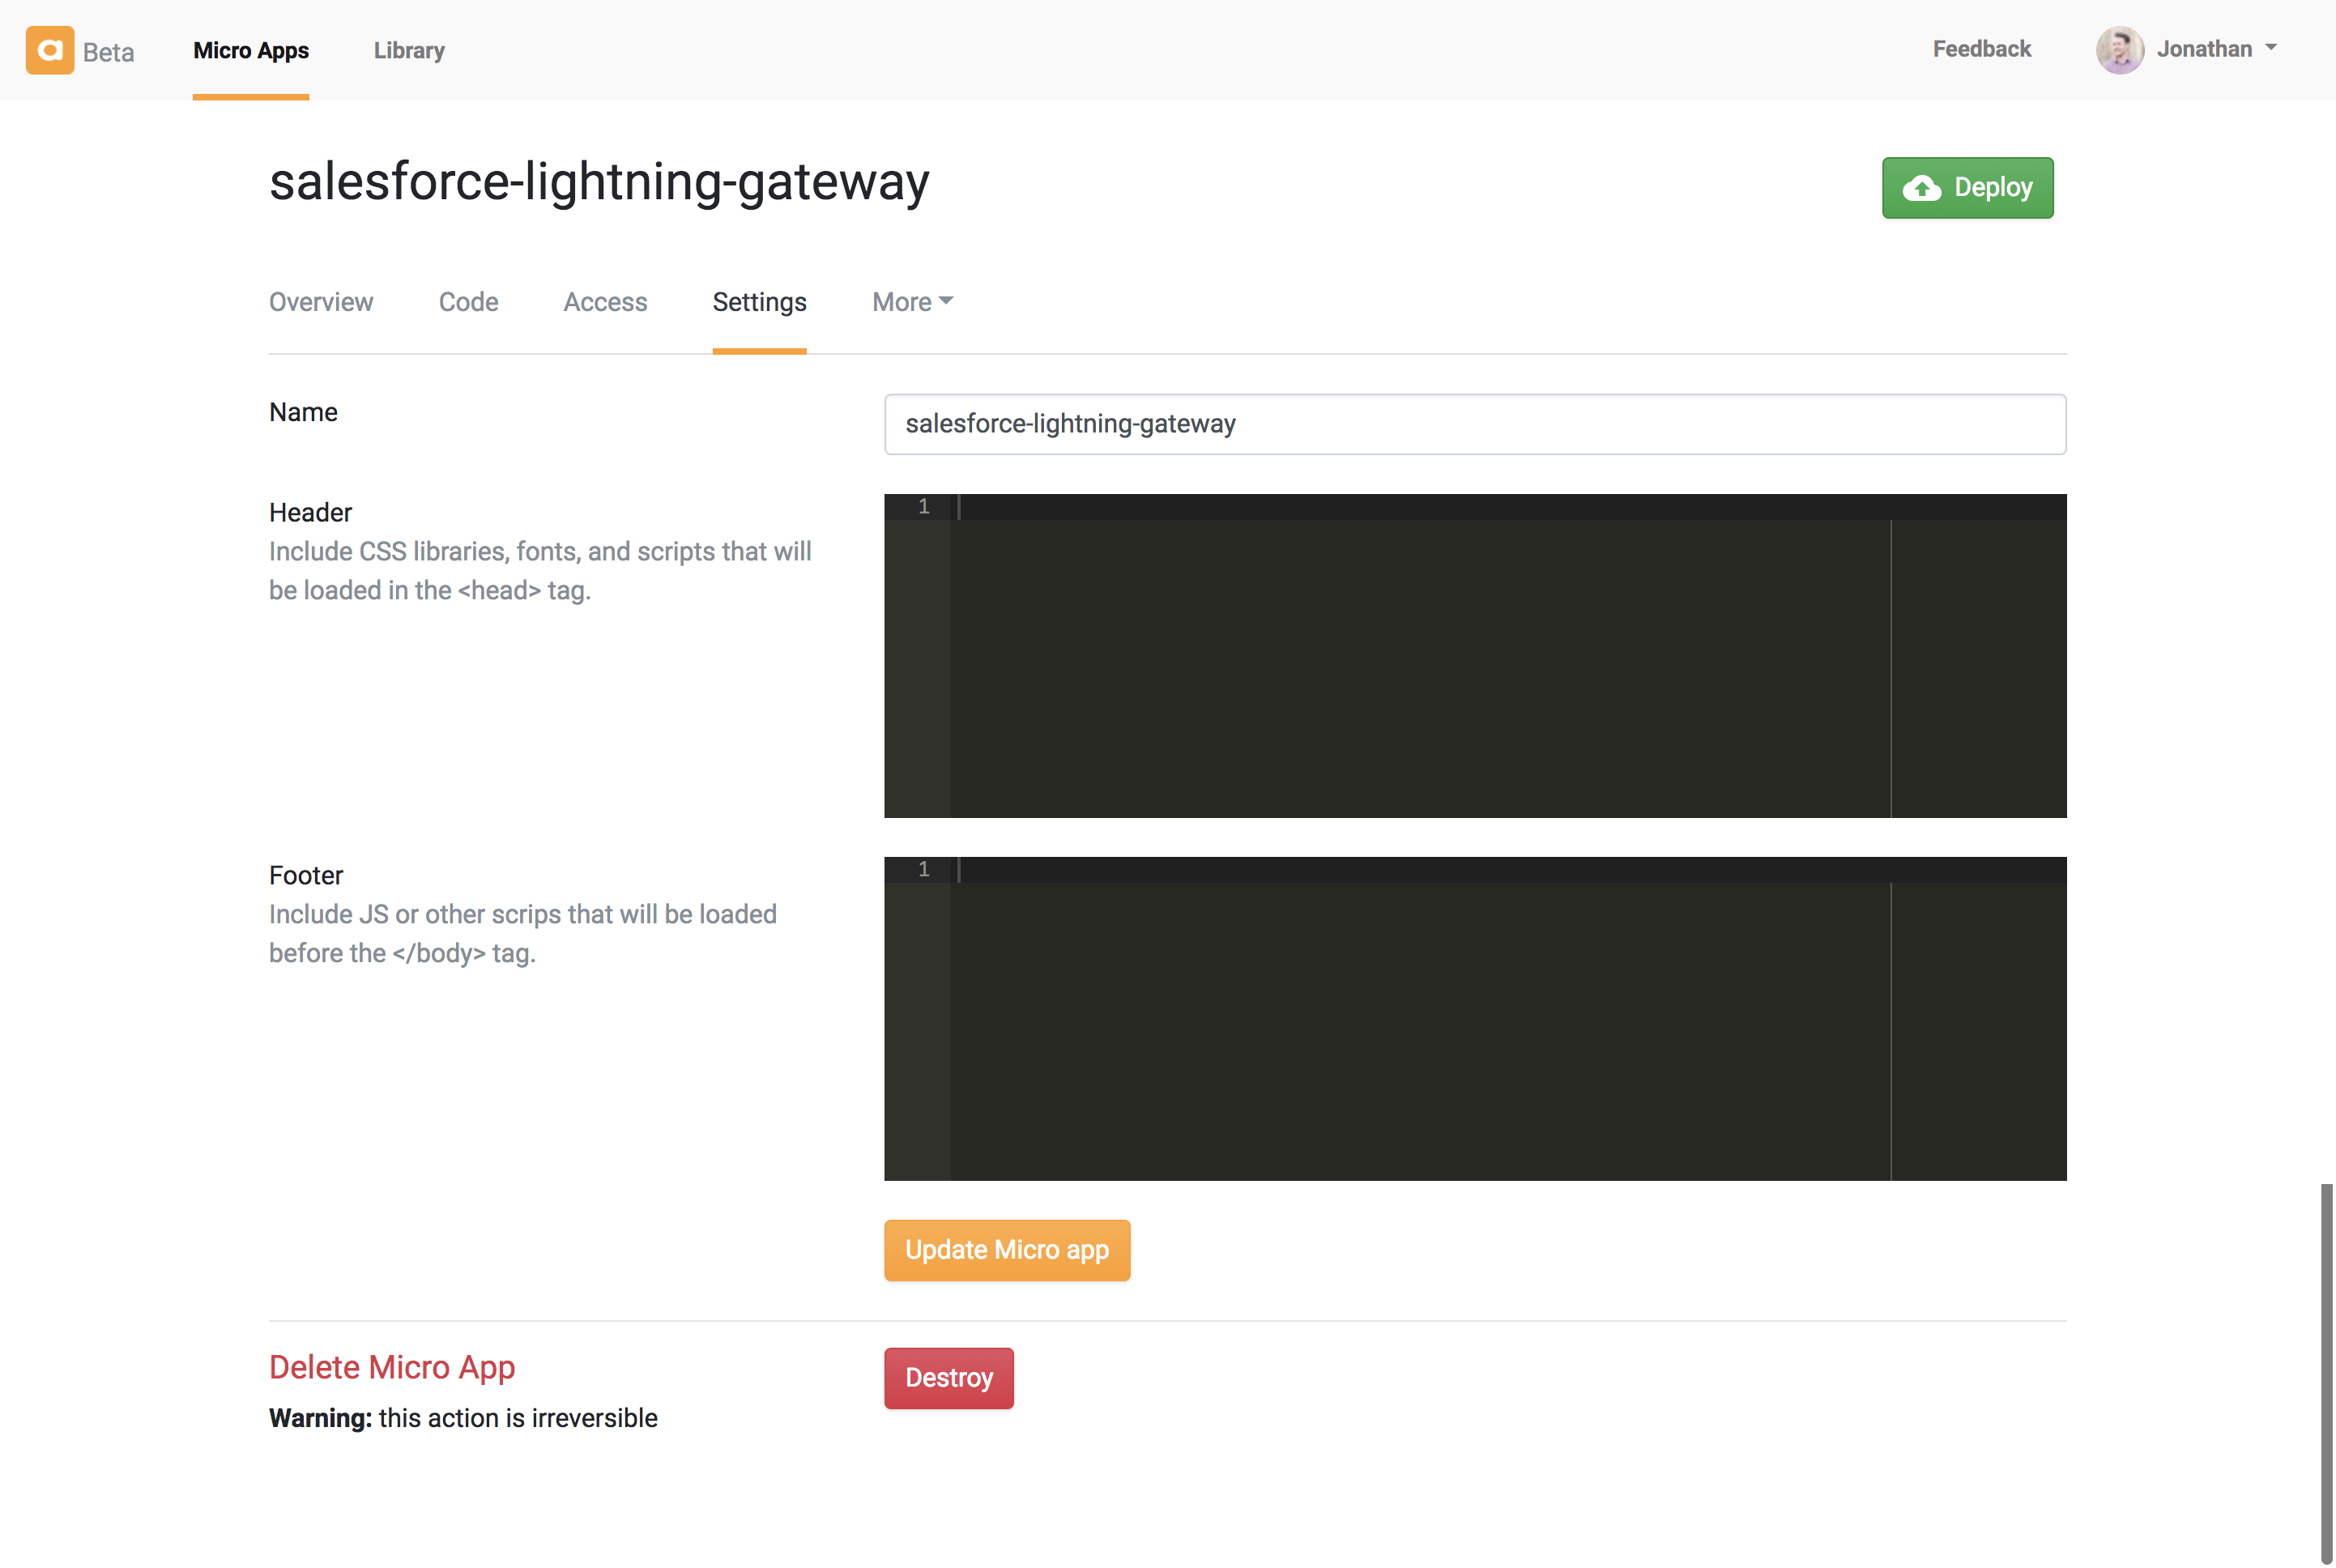 a Beta Micro Apps Library Feedback Jonathan
salesforce-lightning-gateway Deploy
Overview Code Access Settings More
Name salesforce-lightning-gateway
Header
1
Include CSS libraries, fonts, and scripts that will
be loaded in the <head> tag.
Footer
1
Include JS or other scrips that will be loaded
before the </body> tag.
Update Micro app
Delete Micro App Destroy
Warning: this action is irreversible